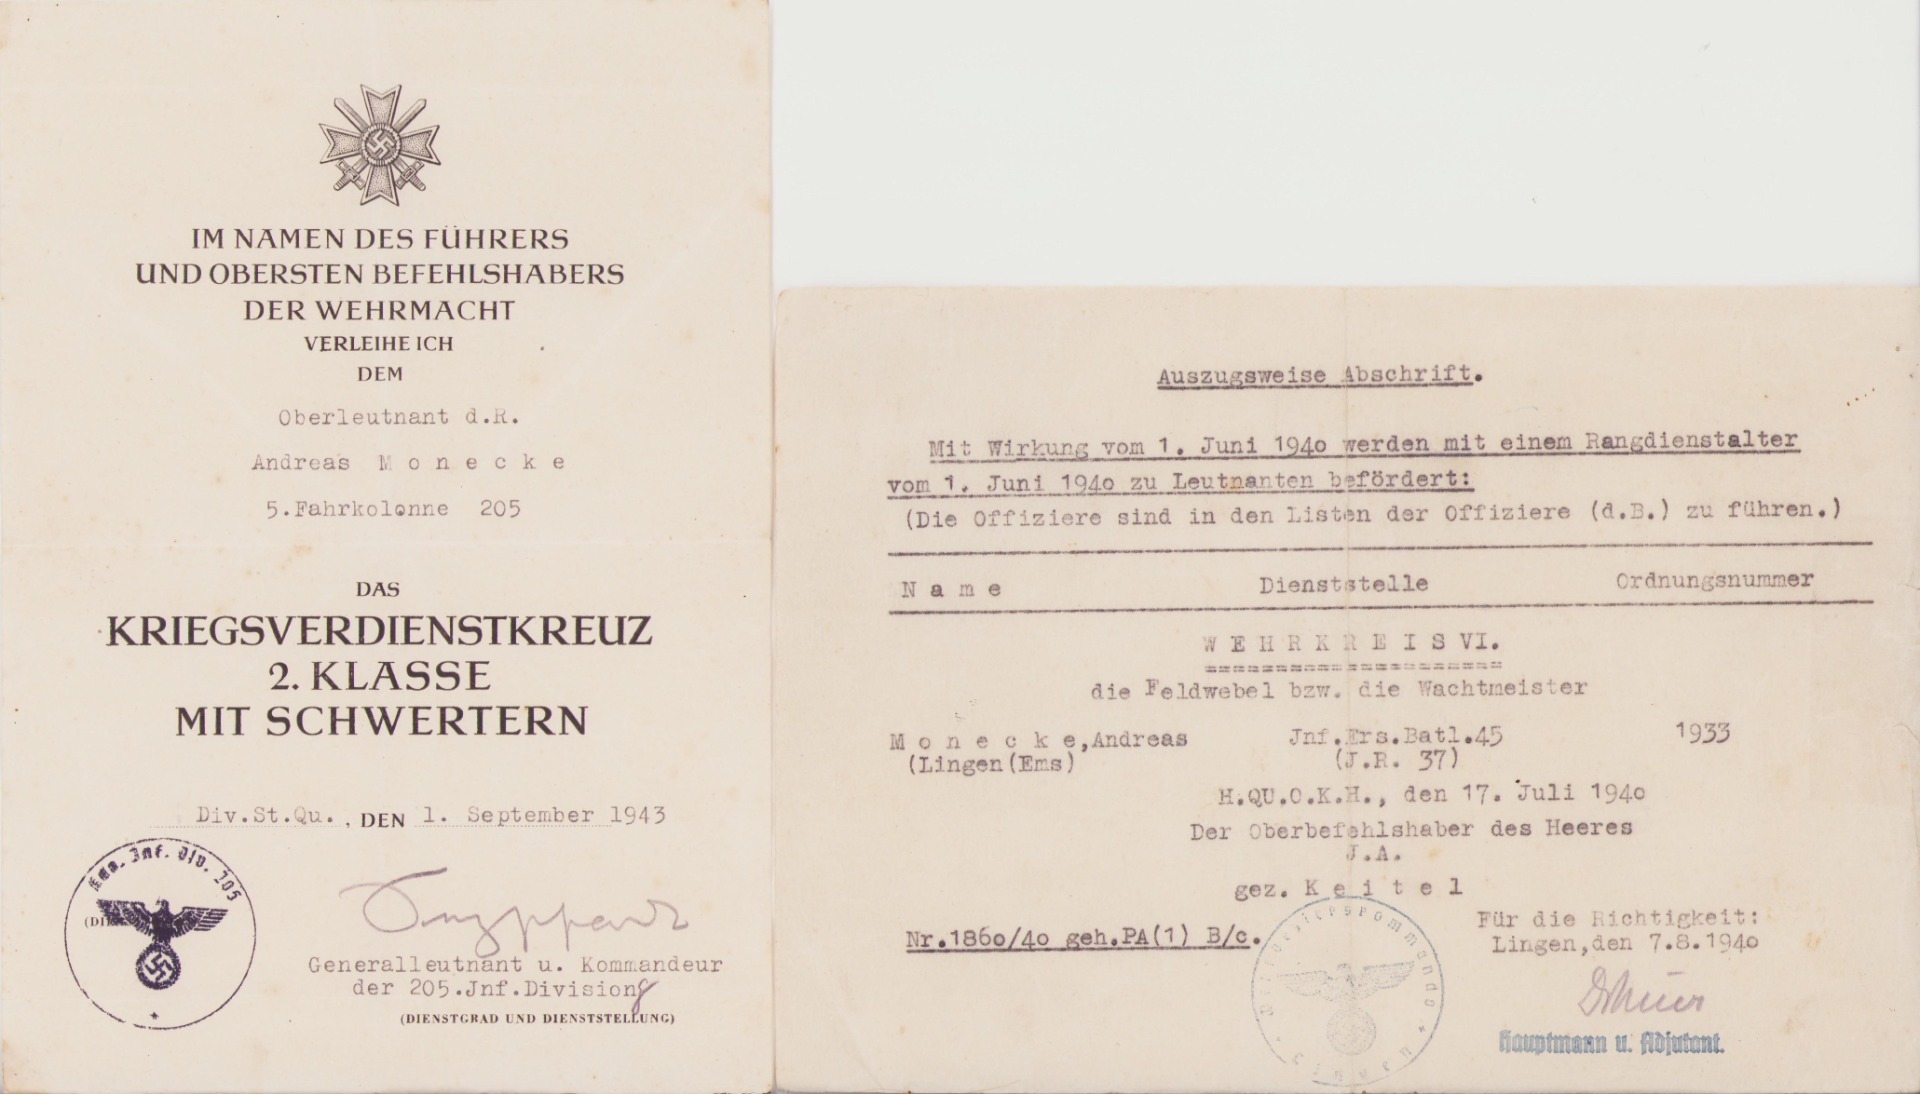 IM NAMEN DES FÜHRERS
UND OBERSTEN BEFEHLSHABERS
DER WEHRMACHT
VERLEIHE ICH
DEM
Oberleutnant d.R.
Andreas M o n e c k e
5.Fahrkolonne 205
DAS
KRIEGSVERDIENSTKREUZ
2. KLASSE
MIT SCHWERTERN
Div.St.Qu. , DEN 1. September 1943
Inf. Div. 205
Generalleutnant u. Kommandeur
der 205.Jnf.Division
(DIENSTGRAD UND DIENSTSTELLUNG)
Auszugsweise Abschrift.
Mit Wirkung vom 1. Juni 1940 werden mit einem Rangdienstalter
vom 1. Juni 1940 zu Leutnanten befördert:
(Die Offiziere sind in den Listen der Offiziere (d.B.) zu führen.)
N a m e Dienststelle Ordnungsnummer
W E H R K R E I S VI.
die Feldwebel bzw. die Wachtmeister
M o n e c k e,Andreas Jnf.Ers.Batl.45 1933
(Lingen(Ems) (J.R. 37)
H.QU.O.K.H., den 17. Juli 1940
Der Oberbefehlshaber des Heeres
J.A.
gez. K e i t e l
Nr.1860/40 geh.PA(1) B/c.
Für die Richtigkeit:
Lingen,den 7.8.1940
Hauptmann u. Adjutant.